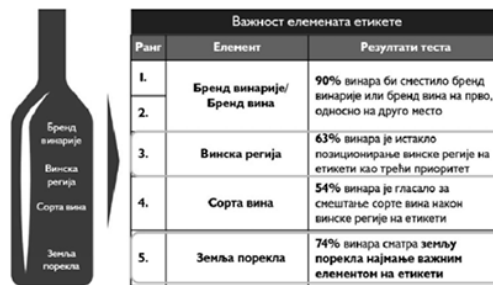 Бренд
винарије
Винска
регија
Сорта вина
Земља
порекла
Важност елемената етикете
Ранг Елемент Резултати теста
1.
2.
Бренд винарије/
Бренд вина
90% винара би сместило бренд
винарије или бренд вина на прво,
односно на друго место
3.
Винска регија
63% винара је истакло
позиционирање винске регије на
етикети као трећи приоритет
4.
Сорта вина
54% винара је гласало за
смештање сорте вина након
винске регије на етикети
5.
Земља порекла
74% винара сматра земљу
порекла најмање важним
елементом на етикети